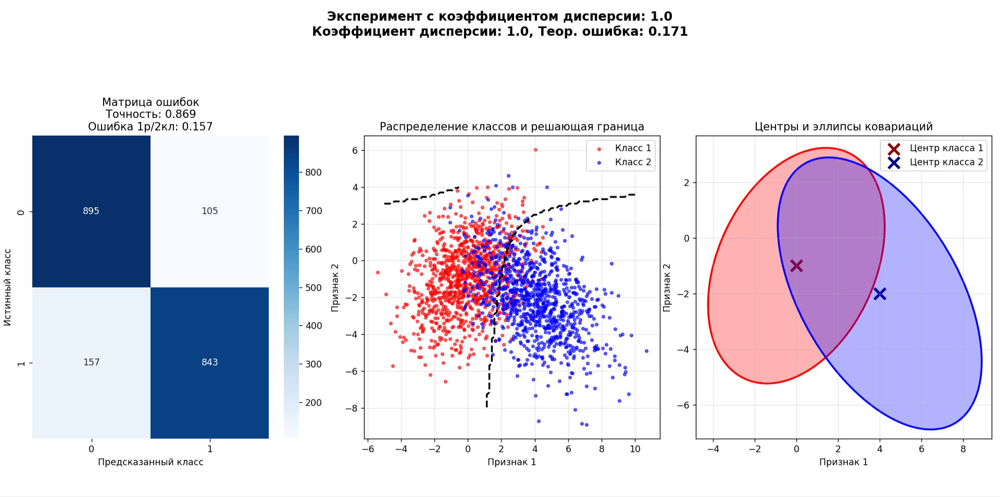 Эксперимент с коэффициентом дисперсии: 1.0
Коэффициент дисперсии: 1.0, Теор. ошибка: 0.171
Матрица ошибок
Точность: 0.869
Ошибка 1р/2кл: 0.157
895
105
157
843
0
1
Истинный класс
0
1
Предсказанный класс
800
700
600
500
400
300
200
Распределение классов и решающая граница
Класс 1
Класс 2
6
4
2
0
−2
−4
−6
−8
Признак 2
−6
−4
−2
0
2
4
6
8
10
Признак 1
Центры и эллипсы ковариаций
Центр класса 1
Центр класса 2
2
0
−2
−4
−6
Признак 2
−4
−2
0
2
4
6
8
Признак 1